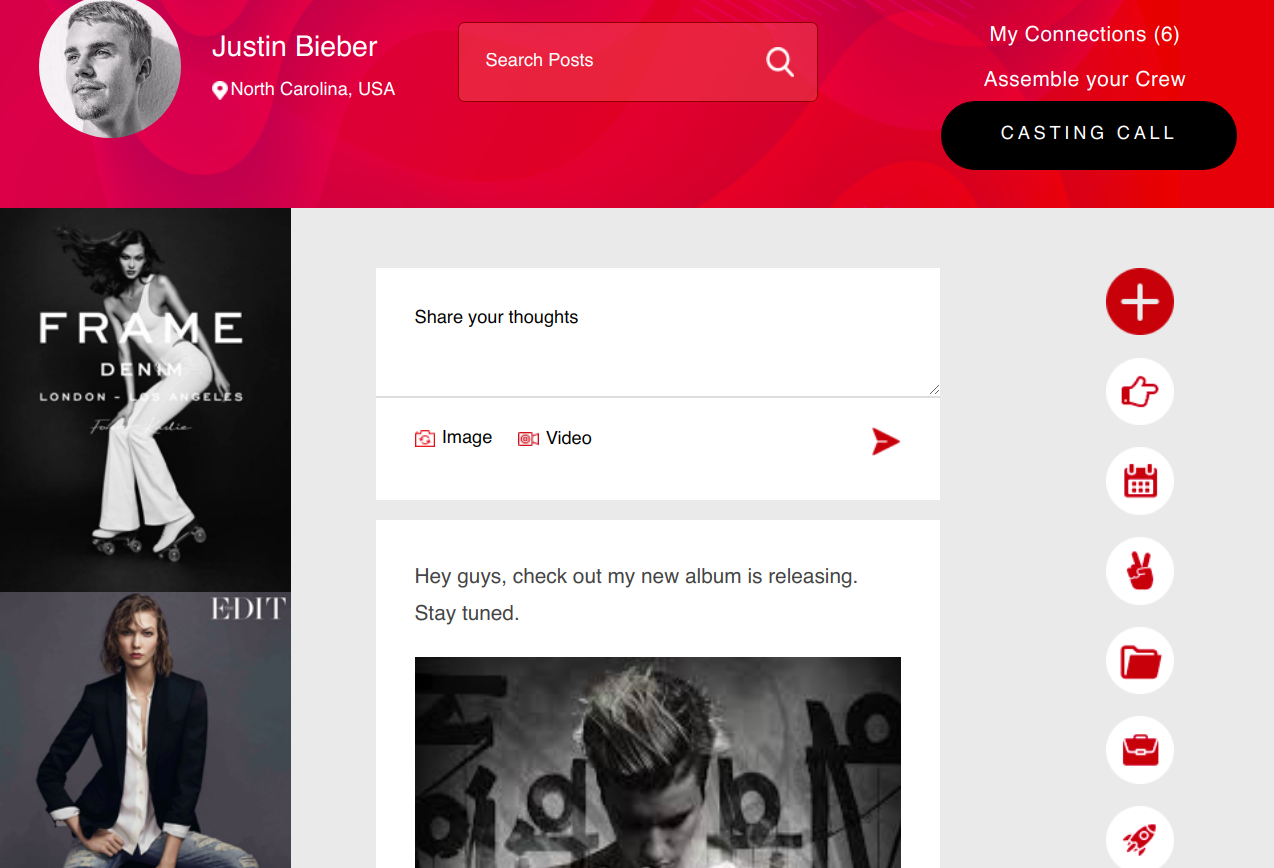 Justin Bieber
North Carolina, USA
Search Posts
My Connections (6)
Assemble your Crew
CASTING CALL
FRAME
DENIM
LONDON - LOS ANGELES
THE EDIT
Share your thoughts
Image
Video
Hey guys, check out my new album is releasing.
Stay tuned.